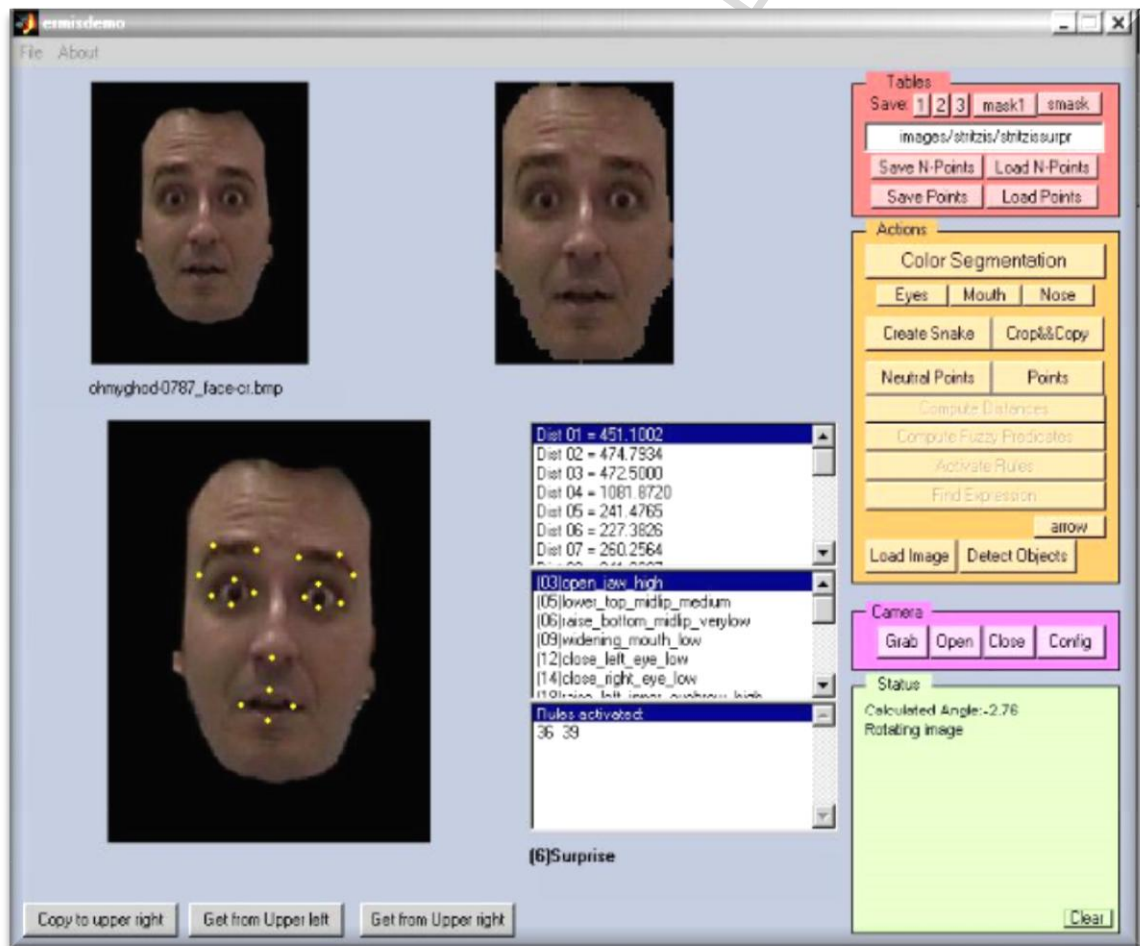 ermisdemo
File About
Tables
Save: 1 2 3 mask1 smask
images/stritzis/stritzissurpr
Save N-Points Load N-Points
Save Points Load Points
Actions
Color Segmentation
Eyes Mouth Nose
Create Snake Crop&&Copy
Neutral Points Points
Compute Distances
Compute Fuzzy Predicates
Activate Rules
Find Expression
arrow
Load Image Detect Objects
Camera
Grab Open Close Config
Status
Calculated Angle:-2.76
Rotating image
Clear
ohmyghod-0787_face-cr.bmp
Dist 01 = 451.1002
Dist 02 = 474.7934
Dist 03 = 472.5000
Dist 04 = 1081.8720
Dist 05 = 241.4765
Dist 06 = 227.3826
Dist 07 = 260.2564
(03)open_jaw_high
(05)lower_top_midlip_medium
(06)raise_bottom_midlip_verylow
(09)widening_mouth_low
(12)close_left_eye_low
(14)close_right_eye_low
Rules activated:
36 39
(6)Surprise
Copy to upper right Get from Upper left Get from Upper right